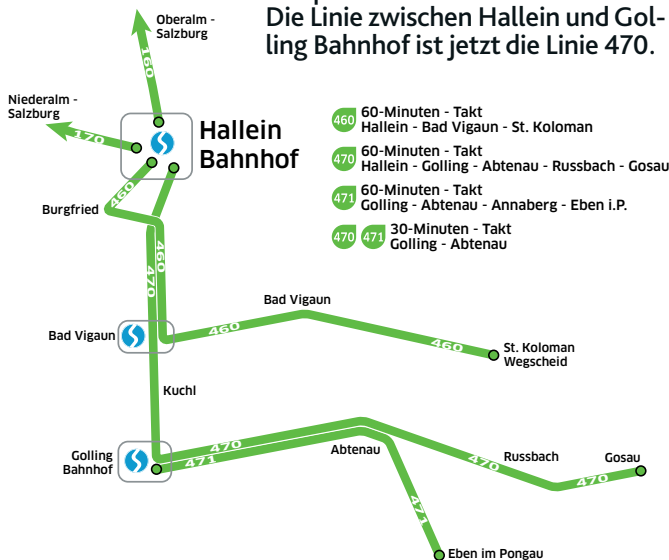 Die Linie zwischen Hallein und Gol-
ling Bahnhof ist jetzt die Linie 470.
Oberalm -
Salzburg
160
Niederalm -
Salzburg
170
Hallein
Bahnhof
460 60-Minuten - Takt
Hallein - Bad Vigaun - St. Koloman
470 60-Minuten - Takt
Hallein - Golling - Abtenau - Russbach - Gosau
471 60-Minuten - Takt
Golling - Abtenau - Annaberg - Eben i.P.
470 471 30-Minuten - Takt
Golling - Abtenau
460
Burgfried
470
460
Bad Vigaun
Bad Vigaun
460
460
St. Koloman
Wegscheid
Kuchl
Golling
Bahnhof
470
471
Abtenau
470
Russbach
Gosau
470
471
Eben im Pongau